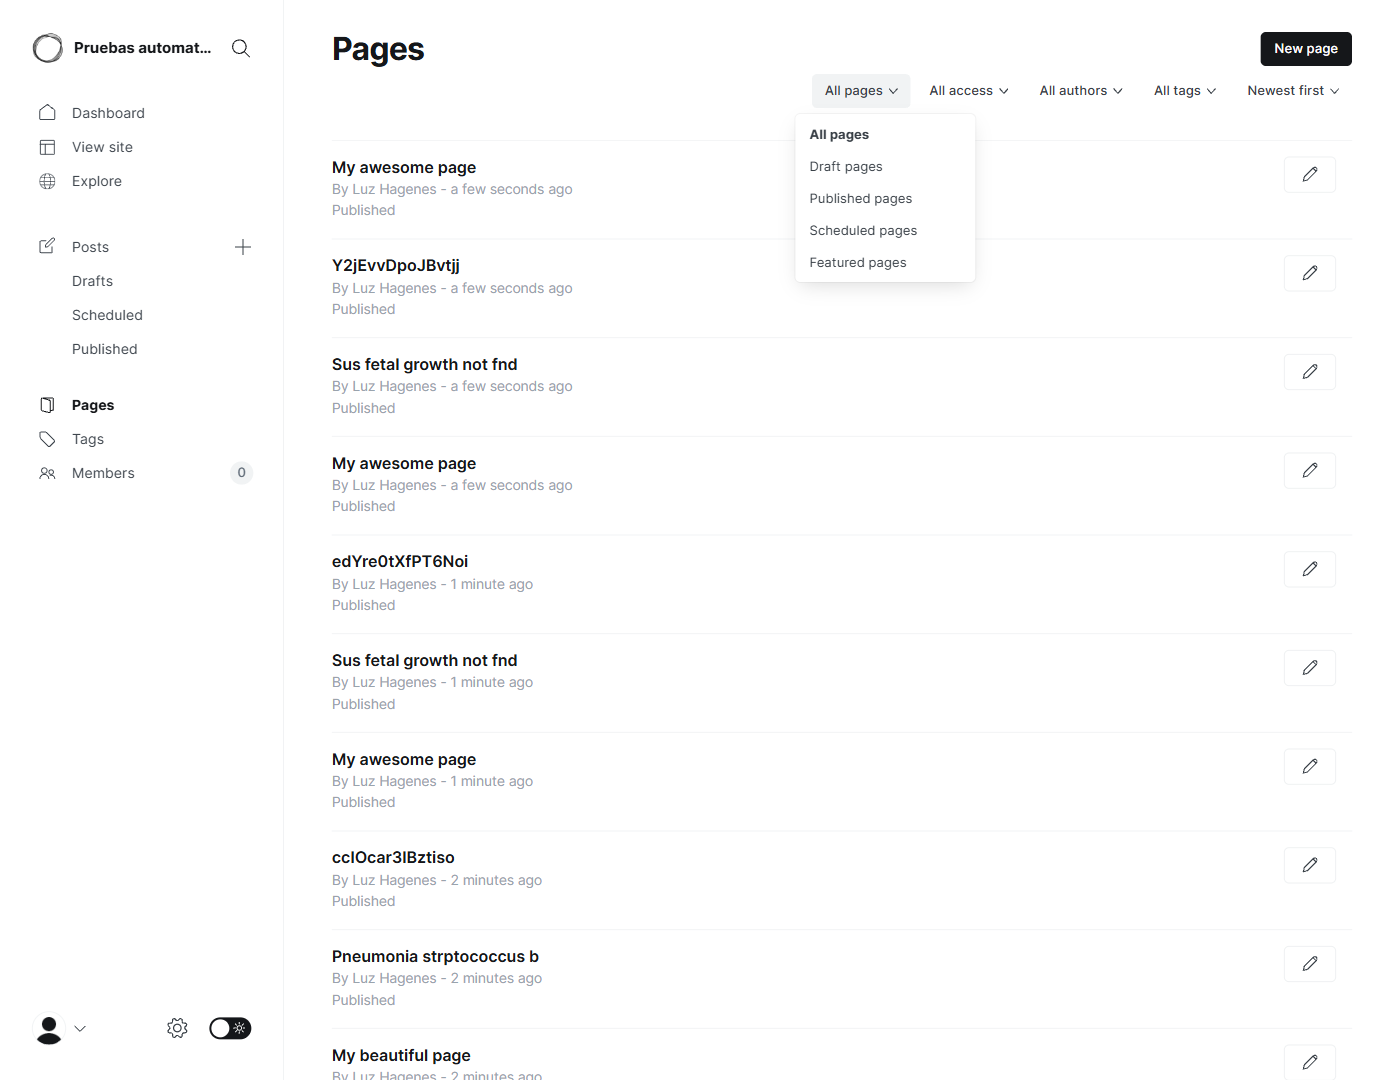 Pruebas automat...
Dashboard
View site
Explore
Posts
Drafts
Scheduled
Published
Pages
Tags
Members 0
Pages
New page
All pages All access All authors All tags Newest first
All pages
Draft pages
Published pages
Scheduled pages
Featured pages
My awesome page
By Luz Hagenes - a few seconds ago
Published
Y2jEvvDpoJBvtjj
By Luz Hagenes - a few seconds ago
Published
Sus fetal growth not fnd
By Luz Hagenes - a few seconds ago
Published
My awesome page
By Luz Hagenes - a few seconds ago
Published
edYre0tXfPT6Noi
By Luz Hagenes - 1 minute ago
Published
Sus fetal growth not fnd
By Luz Hagenes - 1 minute ago
Published
My awesome page
By Luz Hagenes - 1 minute ago
Published
cclOcar3IBztiso
By Luz Hagenes - 2 minutes ago
Published
Pneumonia strptococcus b
By Luz Hagenes - 2 minutes ago
Published
My beautiful page
By Luz Hagenes - 2 minutes ago